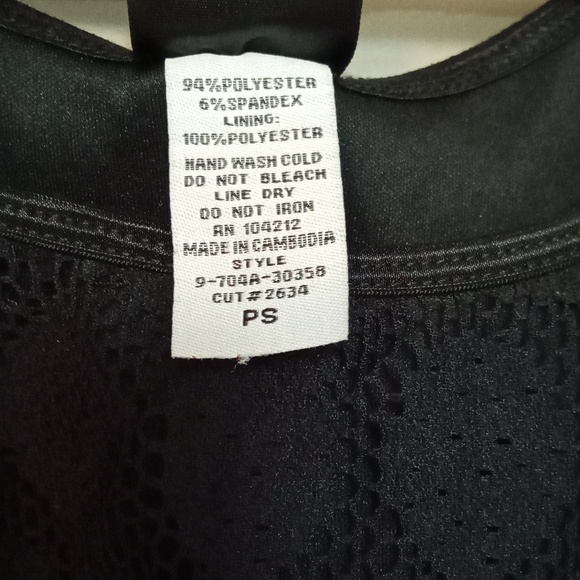 94%POLYESTER
6%SPANDEX
LINING:
100%POLYESTER
HAND WASH COLD
DO NOT BLEACH
LINE DRY
DO NOT IRON
RN 104212
MADE IN CAMBODIA
STYLE
9-704A-30358
CUT#2634
PS